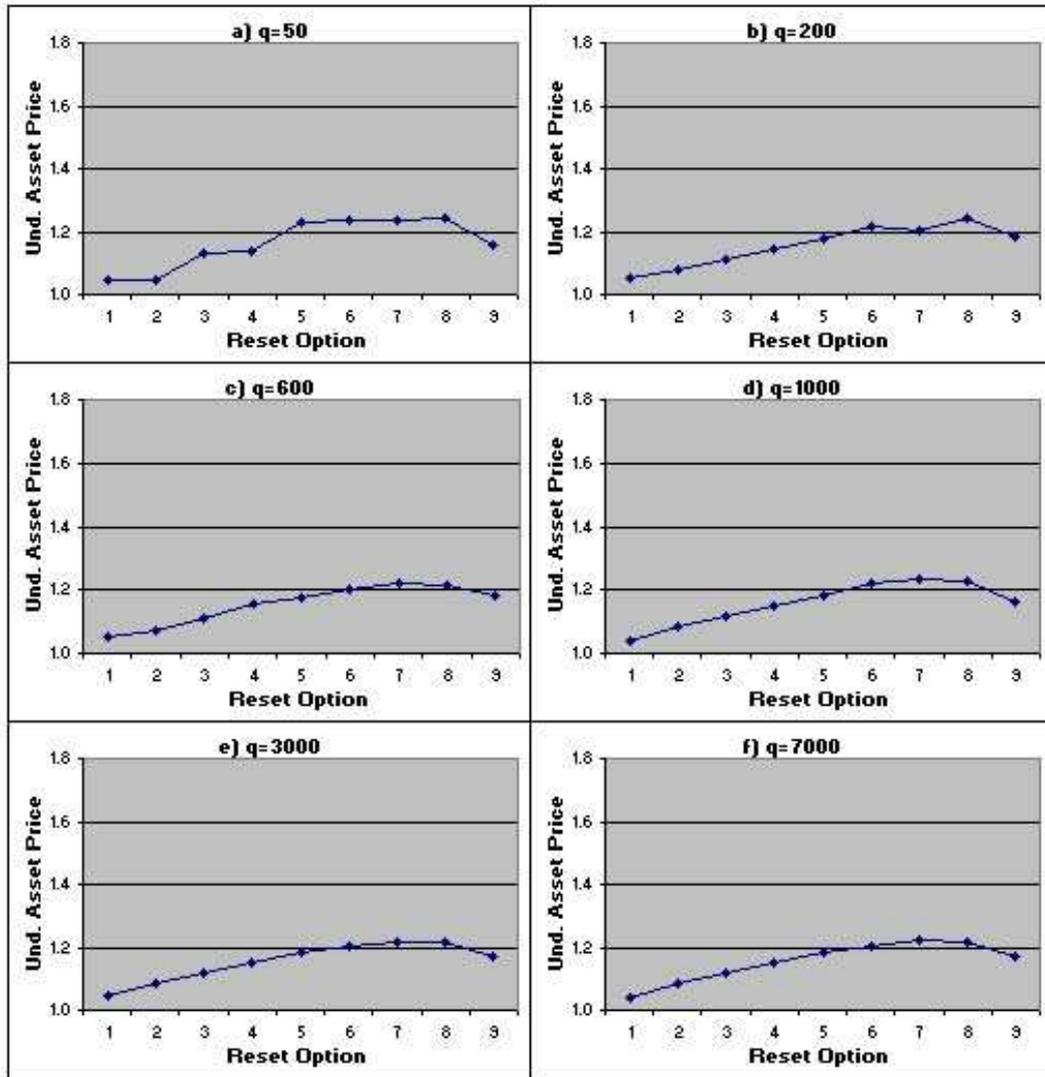 a) q=50
1.8
1.6
1.4
1.2
1.0
Und. Asset Price
1 2 3 4 5 6 7 8 9
Reset Option
b) q=200
1.8
1.6
1.4
1.2
1.0
Und. Asset Price
1 2 3 4 5 6 7 8 9
Reset Option
c) q=600
1.8
1.6
1.4
1.2
1.0
Und. Asset Price
1 2 3 4 5 6 7 8 9
Reset Option
d) q=1000
1.8
1.6
1.4
1.2
1.0
Und. Asset Price
1 2 3 4 5 6 7 8 9
Reset Option
e) q=3000
1.8
1.6
1.4
1.2
1.0
Und. Asset Price
1 2 3 4 5 6 7 8 9
Reset Option
f) q=7000
1.8
1.6
1.4
1.2
1.0
Und. Asset Price
1 2 3 4 5 6 7 8 9
Reset Option